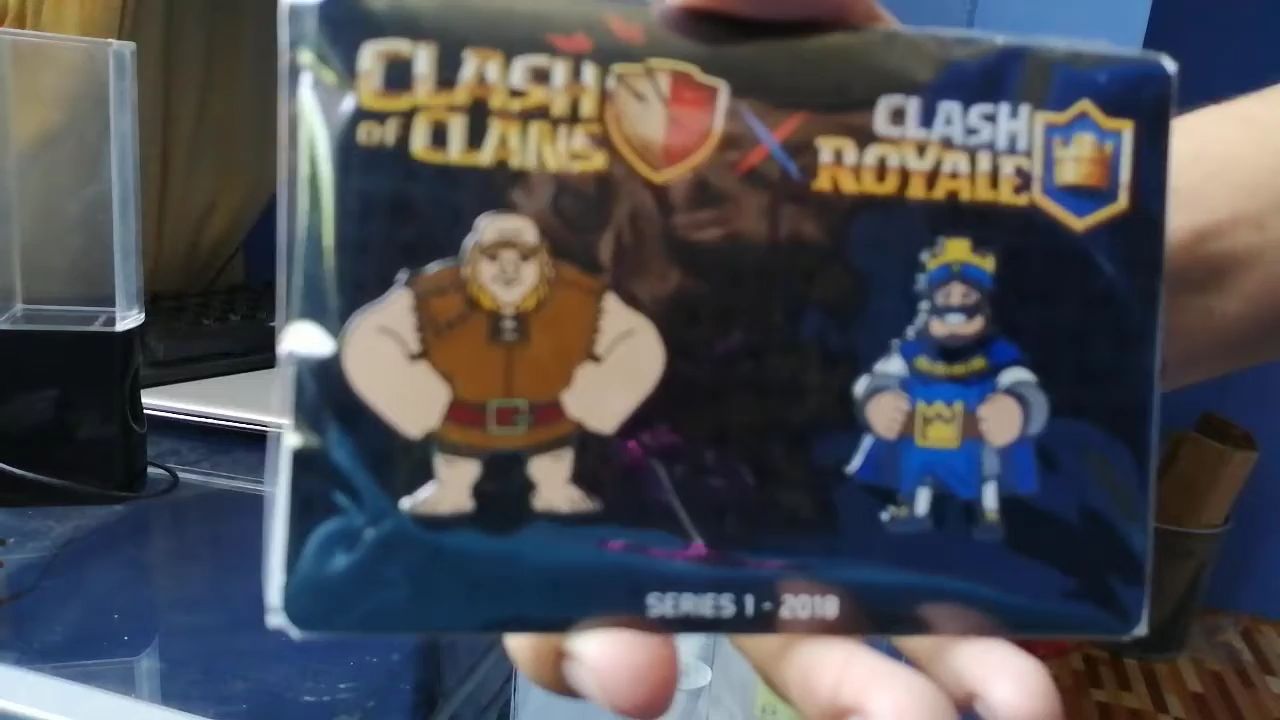 CLASH
of CLANS
X
CLASH
ROYALE
SERIES 1 - 2018